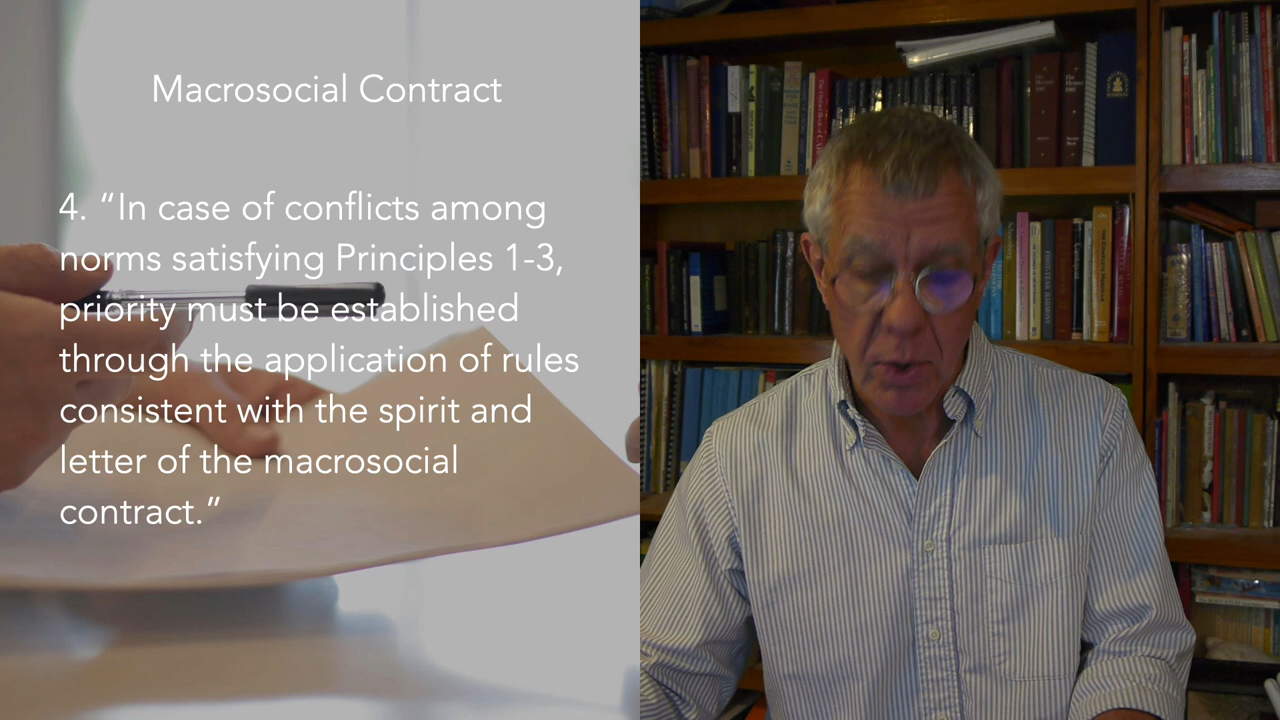 Macrosocial Contract
4. “In case of conflicts among
norms satisfying Principles 1-3,
priority must be established
through the application of rules
consistent with the spirit and
letter of the macrosocial
contract.”